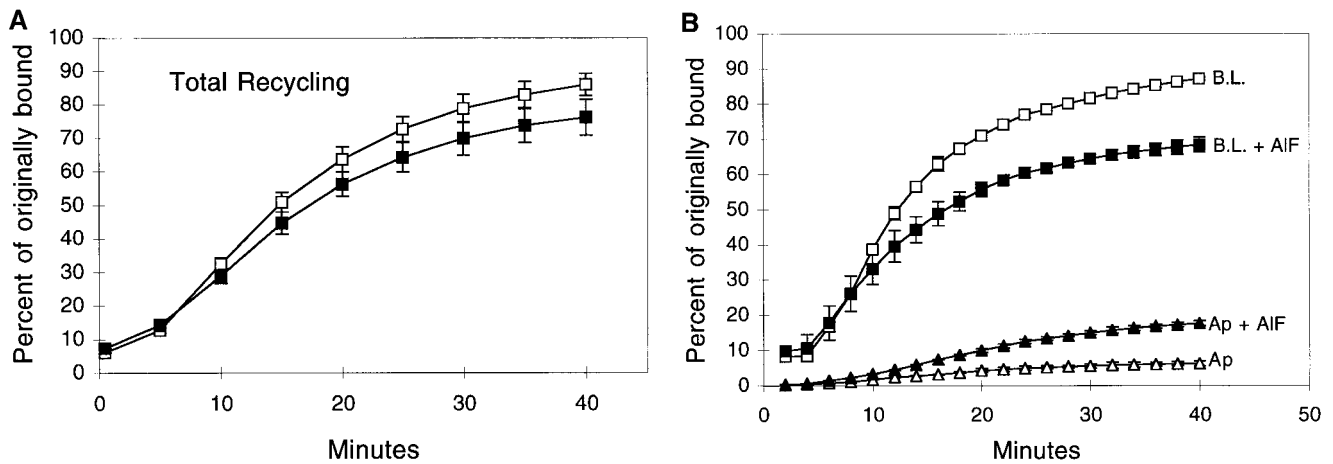 A
Total Recycling
Percent of originally bound
100
90
80
70
60
50
40
30
20
10
0
0 10 20 30 40
Minutes
B
Percent of originally bound
100
90
80
70
60
50
40
30
20
10
0
B.L.
B.L. + AlF
Ap + AlF
Ap
0 10 20 30 40 50
Minutes